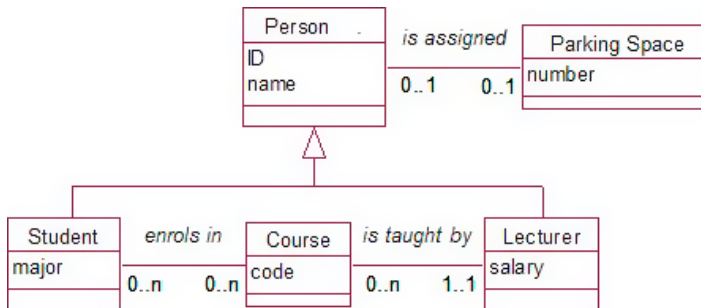 Person
ID
name
is assigned
0..1 0..1
Parking Space
number
Student
major
enrols in
0..n 0..n
Course
code
is taught by
0..n 1..1
Lecturer
salary